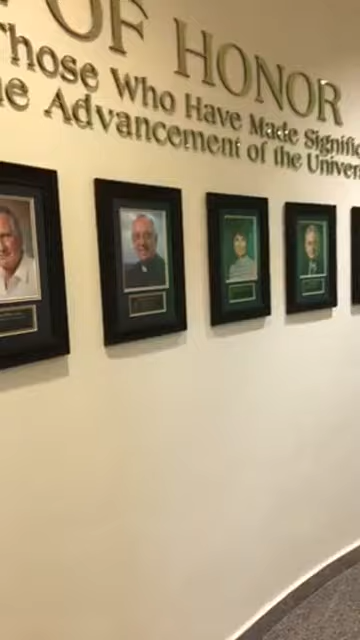 OF HONOR
Those Who Have Made Signific
e Advancement of the Univers